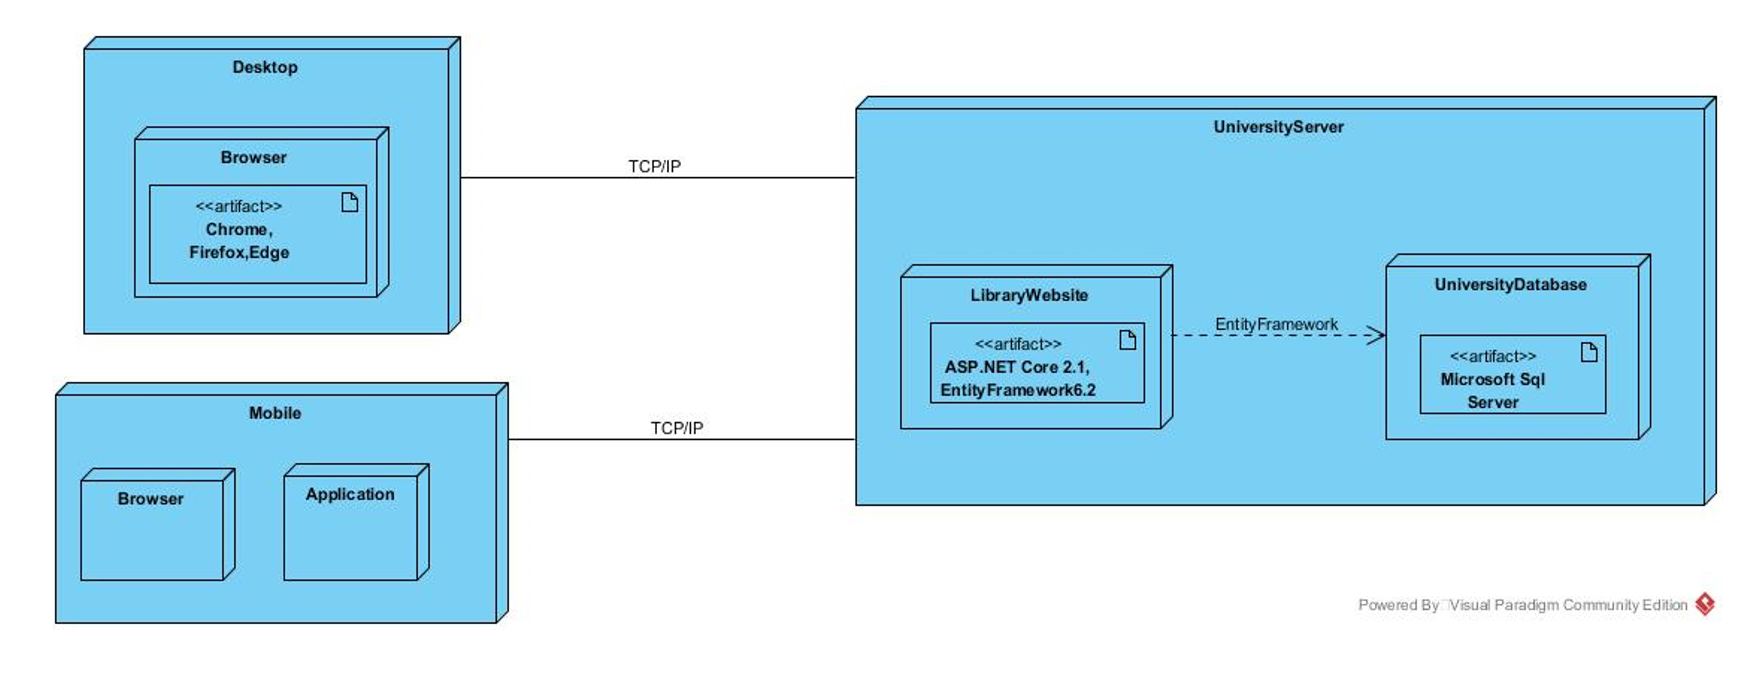 Desktop
Browser
<<artifact>>
Chrome,
Firefox,Edge
TCP/IP
UniversityServer
LibraryWebsite
<<artifact>>
ASP.NET Core 2.1,
EntityFramework6.2
EntityFramework
UniversityDatabase
<<artifact>>
Microsoft Sql
Server
Mobile
Browser
Application
TCP/IP
Powered By Visual Paradigm Community Edition